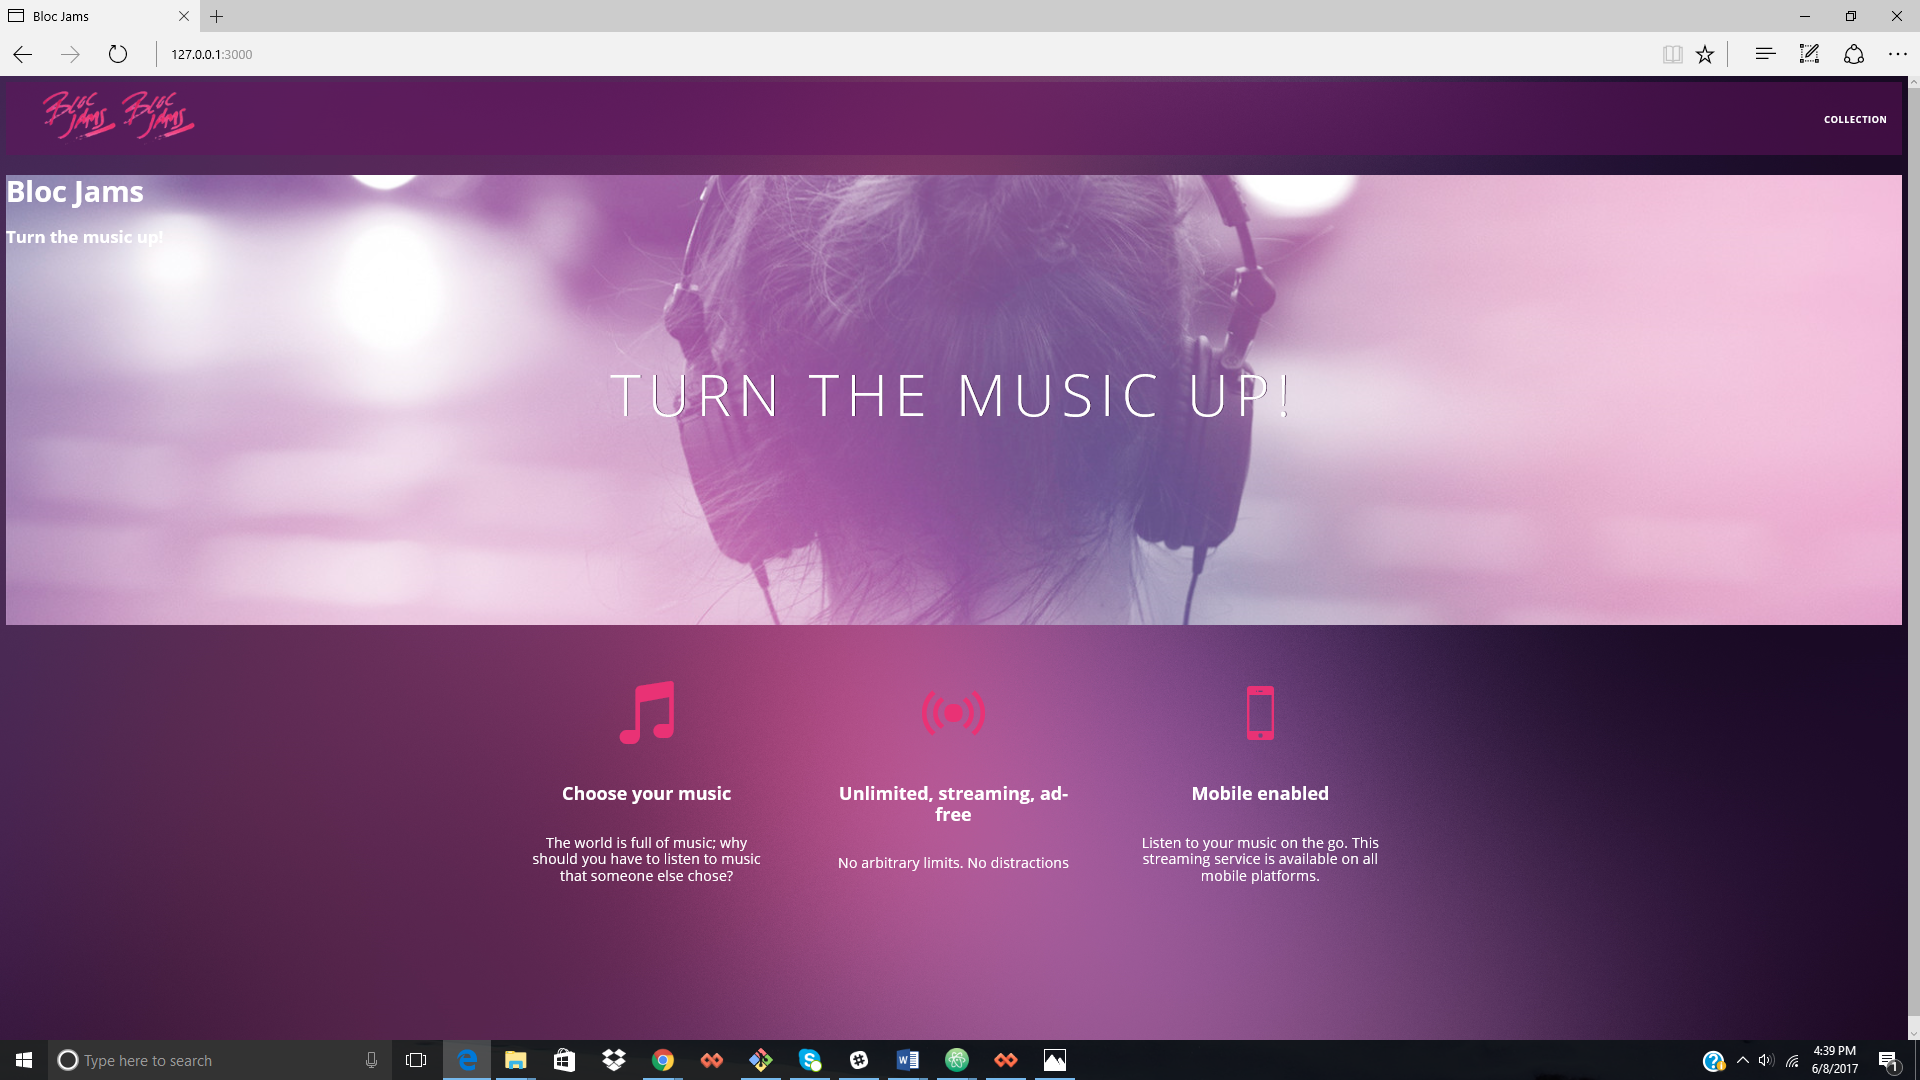 Bloc Jams
127.0.0.1:3000
BLOC JAMS BLOC JAMS
COLLECTION
Bloc Jams
Turn the music up!
TURN THE MUSIC UP!
Choose your music
The world is full of music; why
should you have to listen to music
that someone else chose?
Unlimited, streaming, ad-
free
No arbitrary limits. No distractions
Mobile enabled
Listen to your music on the go. This
streaming service is available on all
mobile platforms.
Type here to search
4:39 PM
6/8/2017
1